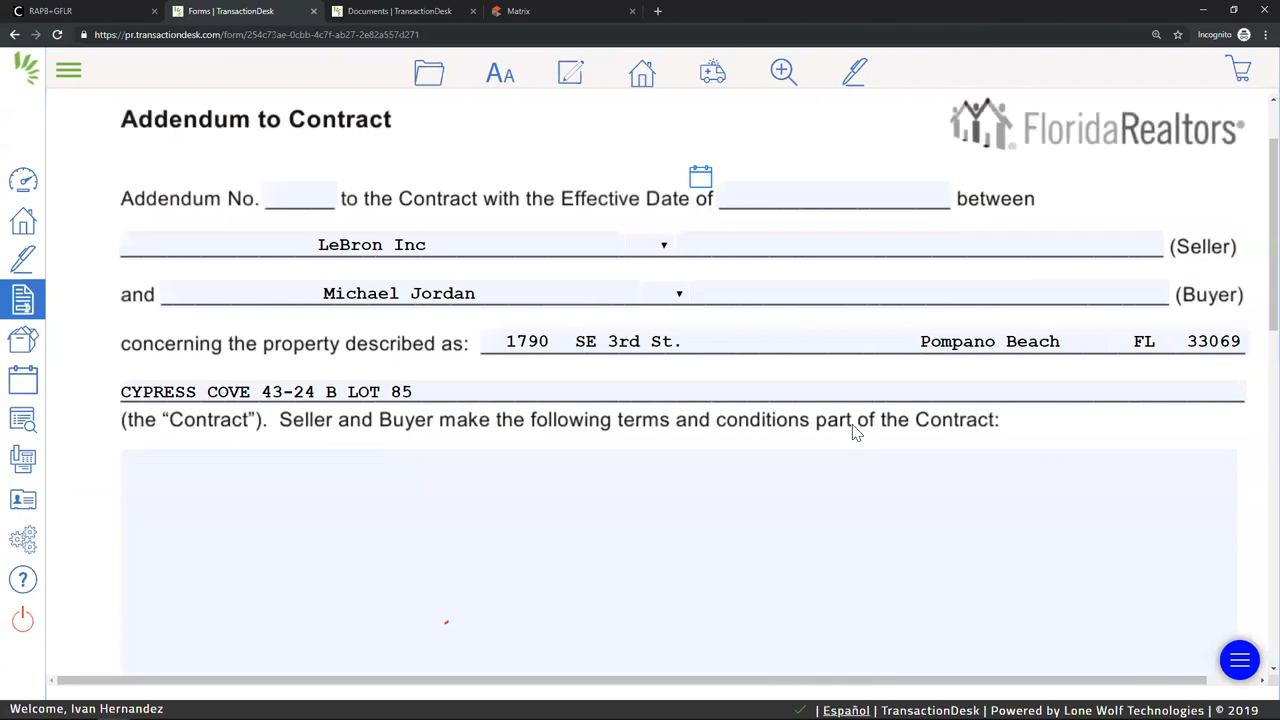 RAPB+GFLR
Forms | TransactionDesk
Documents | TransactionDesk
Matrix
https://pr.transactiondesk.com/form/254c73ae-0cbb-4c7f-ab27-2e82a557d271
Incognito
AA
Addendum to Contract
FloridaRealtors®
Addendum No. ______ to the Contract with the Effective Date of ____________________ between
LeBron Inc (Seller)
and Michael Jordan (Buyer)
concerning the property described as: 1790 SE 3rd St. Pompano Beach FL 33069
CYPRESS COVE 43-24 B LOT 85
(the “Contract”). Seller and Buyer make the following terms and conditions part of the Contract:
Welcome, Ivan Hernandez
| Español | TransactionDesk | Powered by Lone Wolf Technologies | © 2019